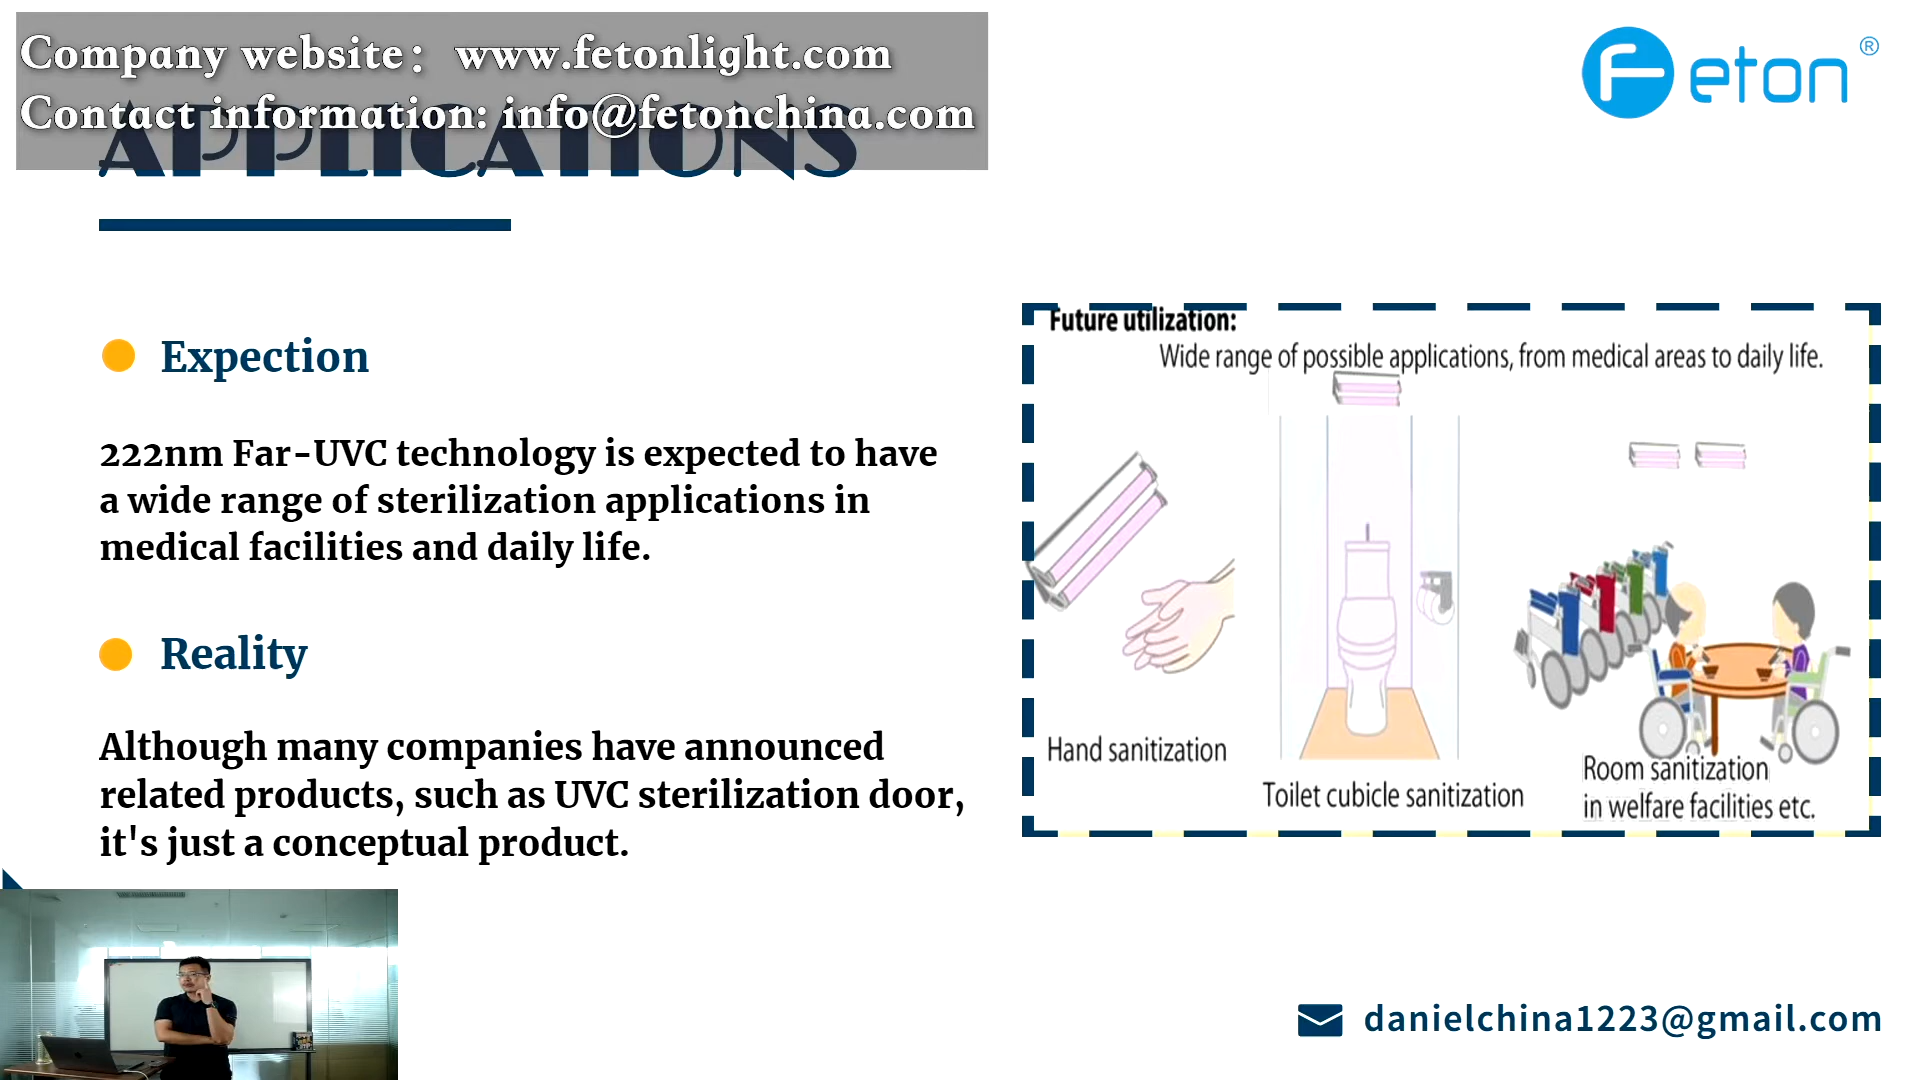 Company website：www.fetonlight.com
Contact information: info@fetonchina.com
APPLICATIONS
Feton®
Expection
222nm Far-UVC technology is expected to have
a wide range of sterilization applications in
medical facilities and daily life.
Reality
Although many companies have announced
related products, such as UVC sterilization door,
it's just a conceptual product.
Future utilization:
Wide range of possible applications, from medical areas to daily life.
Hand sanitization
Toilet cubicle sanitization
Room sanitization
in welfare facilities etc.
danielchina1223@gmail.com